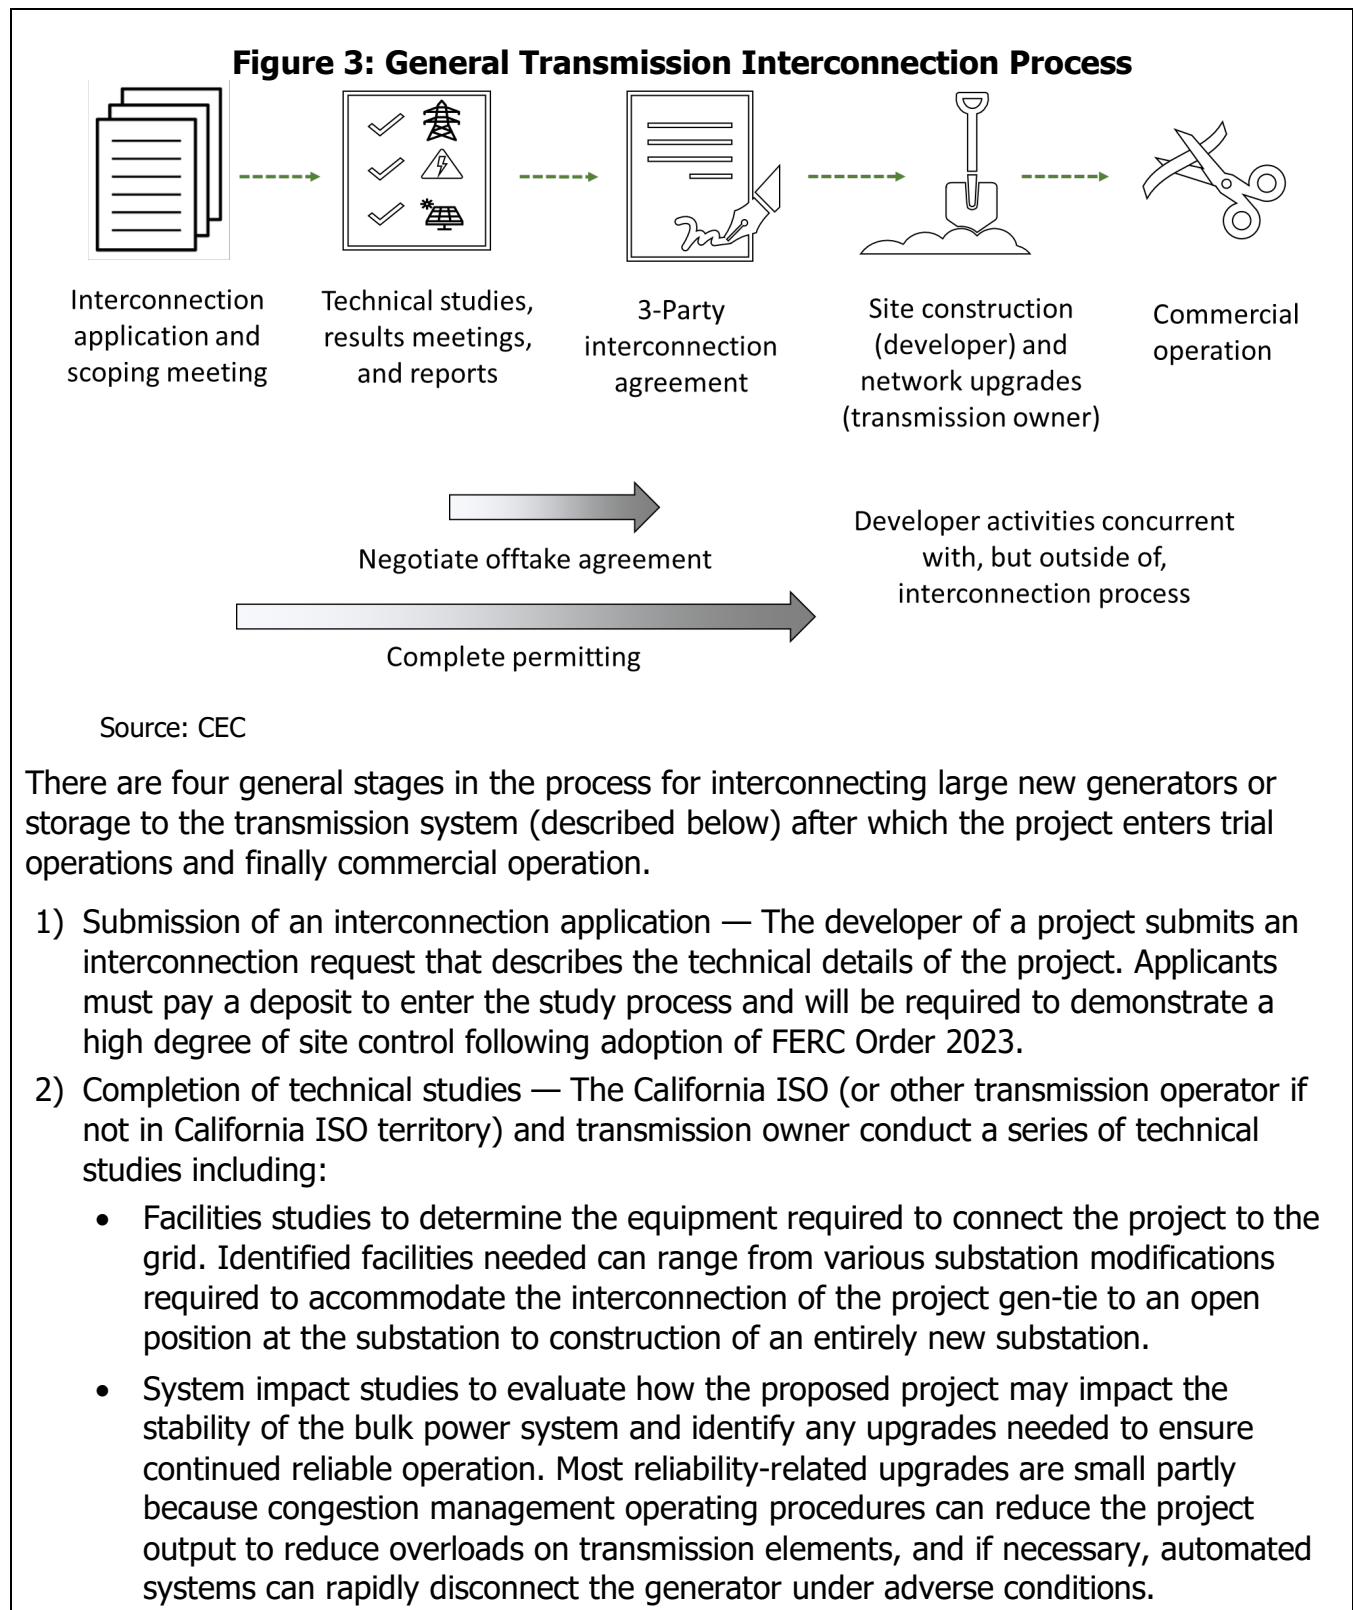 Figure 3: General Transmission Interconnection Process
Interconnection
application and
scoping meeting
Technical studies,
results meetings,
and reports
3-Party
interconnection
agreement
Site construction
(developer) and
network upgrades
(transmission owner)
Commercial
operation
Negotiate offtake agreement
Developer activities concurrent
with, but outside of,
interconnection process
Complete permitting
Source: CEC
There are four general stages in the process for interconnecting large new generators or
storage to the transmission system (described below) after which the project enters trial
operations and finally commercial operation.
1) Submission of an interconnection application — The developer of a project submits an
interconnection request that describes the technical details of the project. Applicants
must pay a deposit to enter the study process and will be required to demonstrate a
high degree of site control following adoption of FERC Order 2023.
2) Completion of technical studies — The California ISO (or other transmission operator if
not in California ISO territory) and transmission owner conduct a series of technical
studies including:
• Facilities studies to determine the equipment required to connect the project to the
grid. Identified facilities needed can range from various substation modifications
required to accommodate the interconnection of the project gen-tie to an open
position at the substation to construction of an entirely new substation.
• System impact studies to evaluate how the proposed project may impact the
stability of the bulk power system and identify any upgrades needed to ensure
continued reliable operation. Most reliability-related upgrades are small partly
because congestion management operating procedures can reduce the project
output to reduce overloads on transmission elements, and if necessary, automated
systems can rapidly disconnect the generator under adverse conditions.